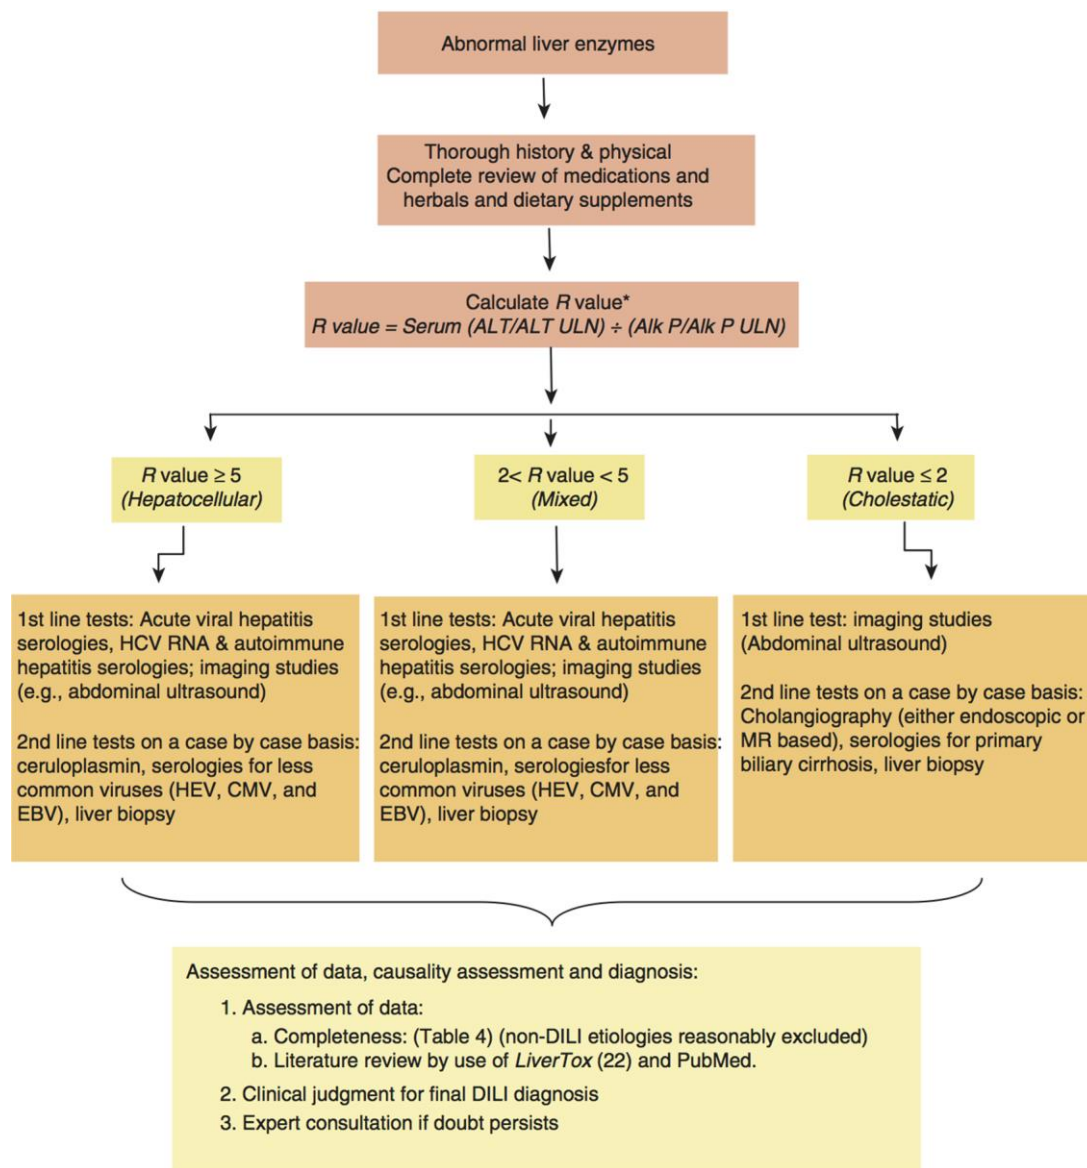 Abnormal liver enzymes
Thorough history & physical
Complete review of medications and
herbals and dietary supplements
Calculate R value*
R value = Serum (ALT/ALT ULN) ÷ (Alk P/Alk P ULN)
R value ≥ 5
(Hepatocellular)
2< R value < 5
(Mixed)
R value ≤ 2
(Cholestatic)
1st line tests: Acute viral hepatitis
serologies, HCV RNA & autoimmune
hepatitis serologies; imaging studies
(e.g., abdominal ultrasound)
2nd line tests on a case by case basis:
ceruloplasmin, serologies for less
common viruses (HEV, CMV, and
EBV), liver biopsy
1st line tests: Acute viral hepatitis
serologies, HCV RNA & autoimmune
hepatitis serologies; imaging studies
(e.g., abdominal ultrasound)
2nd line tests on a case by case basis:
ceruloplasmin, serologiesfor less
common viruses (HEV, CMV, and
EBV), liver biopsy
1st line test: imaging studies
(Abdominal ultrasound)
2nd line tests on a case by case basis:
Cholangiography (either endoscopic or
MR based), serologies for primary
biliary cirrhosis, liver biopsy
Assessment of data, causality assessment and diagnosis:
1. Assessment of data:
a. Completeness: (Table 4) (non-DILI etiologies reasonably excluded)
b. Literature review by use of LiverTox (22) and PubMed.
2. Clinical judgment for final DILI diagnosis
3. Expert consultation if doubt persists